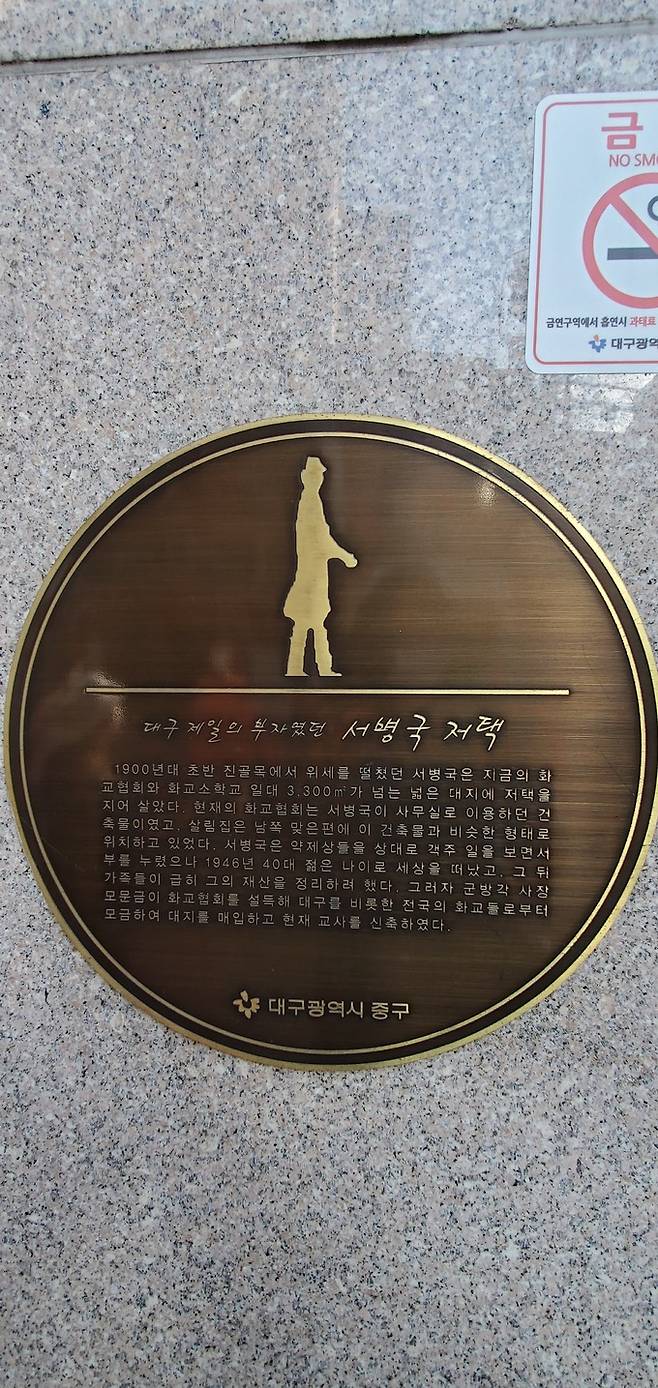 금
NO SMO
금연구역에서 흡연시 과태료
대구광역
대구 제일의 부자였던 서병국 저택
1900년대 초반 진골목에서 위세를 떨쳤던 서병국은 지금의 화
교협회와 화교소학교 일대 3,300㎡가 넘는 넓은 대지에 저택을
지어 살았다. 현재의 화교협회는 서병국이 사무실로 이용하던 건
축물이였고, 살림집은 남쪽 맞은편에 이 건축물과 비슷한 형태로
위치하고 있었다. 서병국은 약제상들을 상대로 객주 일을 보면서
부를 누렸으나 1946년 40대 젊은 나이로 세상을 떠났고, 그 뒤
가족들이 급히 그의 재산을 정리하려 했다. 그러자 군방각 사장
모문금이 화교협회를 설득해 대구를 비롯한 전국의 화교들로부터
모금하여 대지를 매입하고 현재 교사를 신축하였다.
대구광역시 중구